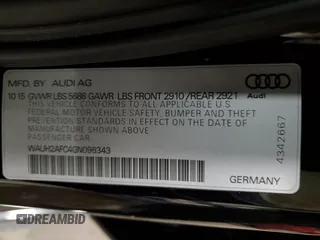 MFD. BY AUDI AG
10 15 GVWR LBS 5688 GAWR LBS FRONT 2910 / REAR 2921
THIS VEHICLE CONFORMS TO ALL APPLICABLE U.S.
FEDERAL MOTOR VEHICLE SAFETY, BUMPER AND THEFT
PREVENTION STANDARDS IN EFFECT ON THE
DATE OF MANUFACTURE SHOWN ABOVE.
PASSENGER CAR
WAUH2AFC4GN096343
Audi
4342667
GERMANY
DREAMBID